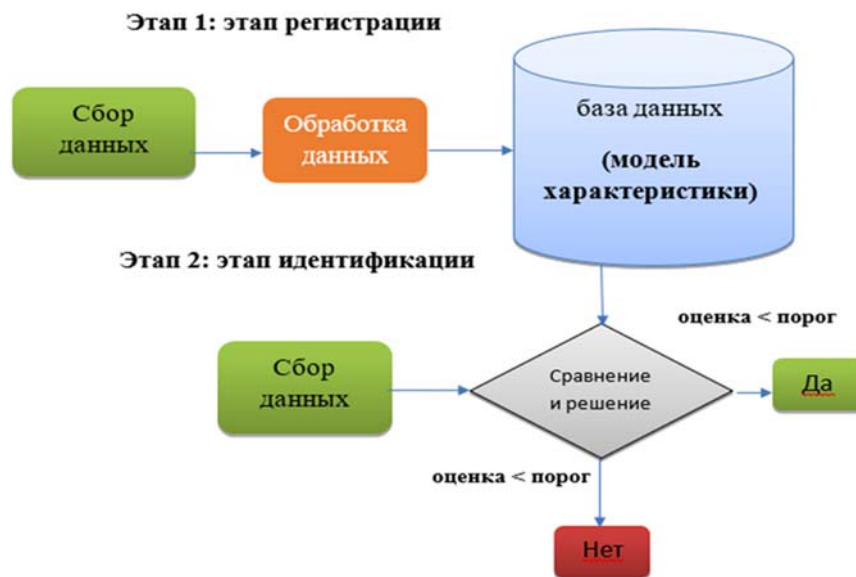 Этап 1: этап регистрации
Сбор
данных
Обработка
данных
база данных
(модель
характеристики)
Этап 2: этап идентификации
оценка < порог
Сбор
данных
Сравнение
и решение
Да
оценка < порог
Нет